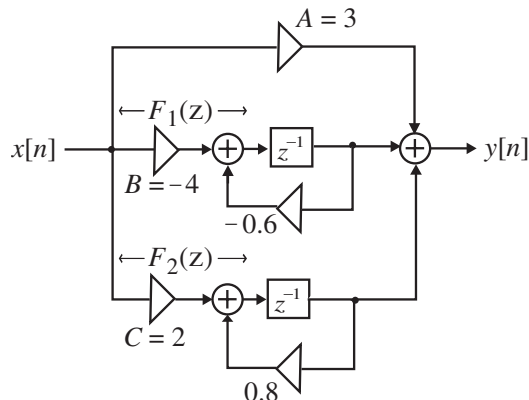 A = 3
F₁(z)
x[n]
+
z⁻¹
+
y[n]
B = −4
−0.6
F₂(z)
+
z⁻¹
C = 2
0.8